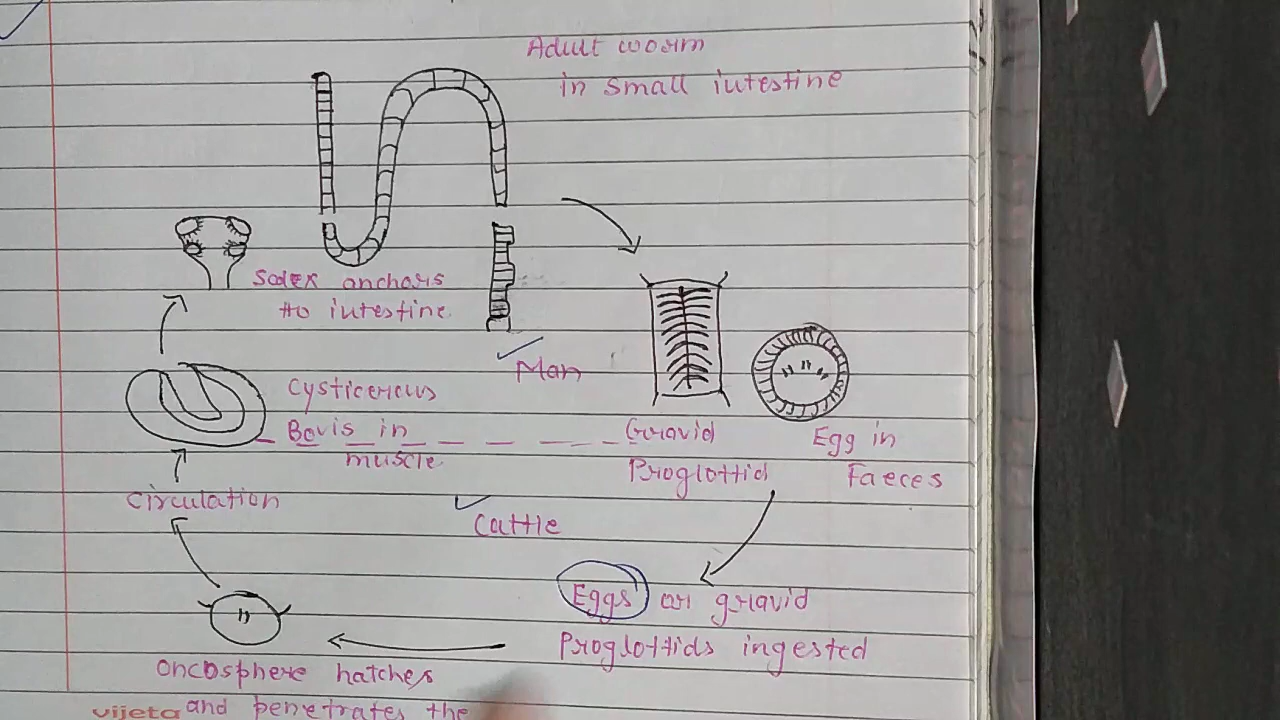 Adult worm
in small intestine
Scolex anchors
to intestine
Man
Cysticercus
Bovis in
muscle
Gravid
Proglottid
Egg in
Faeces
Circulation
Cattle
Eggs or gravid
Proglottids ingested
Oncosphere hatches
and penetrates the
vijeta